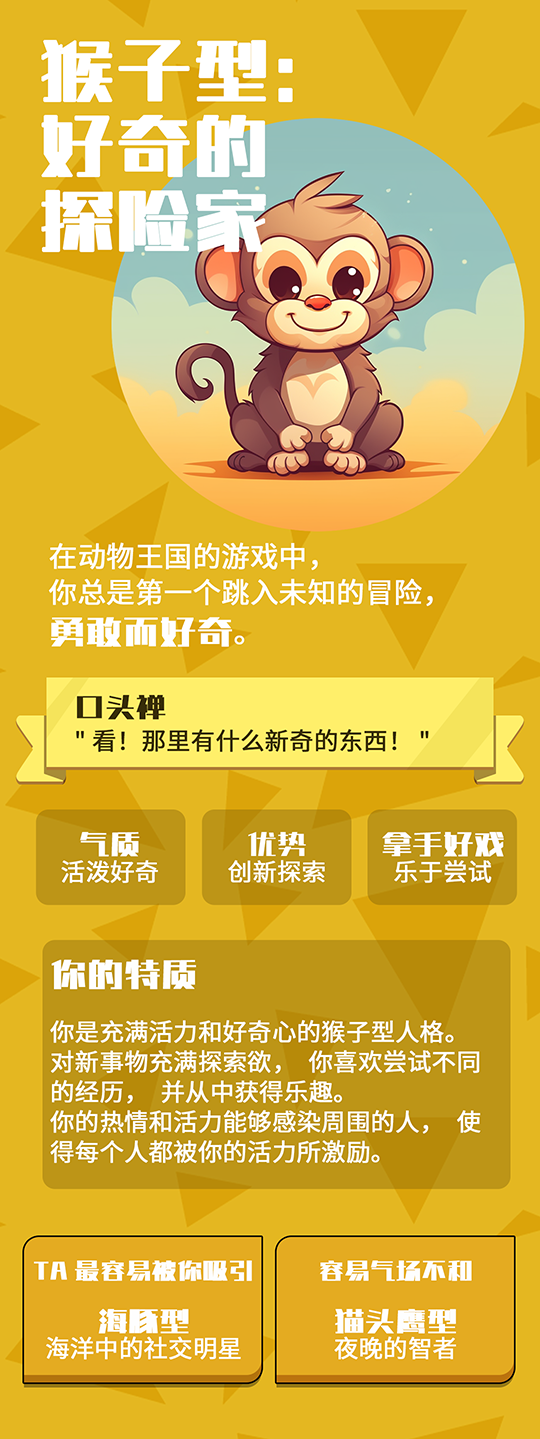 猴子型：
好奇的
探险家
在动物王国的游戏中，
你总是第一个跳入未知的冒险，
勇敢而好奇。
口头禅
"看！那里有什么新奇的东西！"
气质
活泼好奇
优势
创新探索
拿手好戏
乐于尝试
你的特质
你是充满活力和好奇心的猴子型人格。
对新事物充满探索欲， 你喜欢尝试不同
的经历， 并从中获得乐趣。
你的热情和活力能够感染周围的人， 使
得每个人都被你的活力所激励。
TA 最容易被你吸引
海豚型
海洋中的社交明星
容易气场不和
猫头鹰型
夜晚的智者